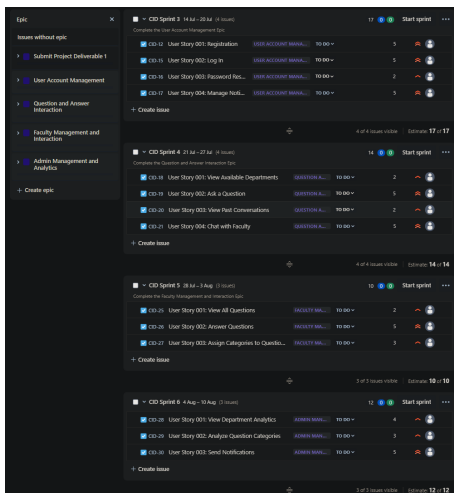 Epic
Issues without epic
Submit Project Deliverable 1
User Account Management
Question and Answer Interaction
Faculty Management and Interaction
Admin Management and Analytics
+ Create epic
CID Sprint 3 14 Jul – 20 Jul (4 issues) 17 0 0 Start sprint
Complete the User Account Management Epic
CID-12 User Story 001: Registration USER ACCOUNT MANA... TO DO 5
CID-15 User Story 002: Log in USER ACCOUNT MANA... TO DO 5
CID-16 User Story 003: Password Res... USER ACCOUNT MANA... TO DO 2
CID-17 User Story 004: Manage Noti... USER ACCOUNT MANA... TO DO 5
+ Create issue
4 of 4 issues visible Estimate: 17 of 17
CID Sprint 4 21 Jul – 27 Jul (4 issues) 14 0 0 Start sprint
Complete the Question and Answer Interaction Epic
CID-18 User Story 001: View Available Departments QUESTION A... TO DO 2
CID-19 User Story 002: Ask a Question QUESTION A... TO DO 5
CID-20 User Story 003: View Past Conversations QUESTION A... TO DO 2
CID-21 User Story 004: Chat with Faculty QUESTION A... TO DO 5
+ Create issue
4 of 4 issues visible Estimate: 14 of 14
CID Sprint 5 28 Jul – 3 Aug (3 issues) 10 0 0 Start sprint
Complete the Faculty Management and Interaction Epic
CID-25 User Story 001: View All Questions FACULTY MA... TO DO 2
CID-26 User Story 002: Answer Questions FACULTY MA... TO DO 5
CID-27 User Story 003: Assign Categories to Questio... FACULTY MA... TO DO 3
+ Create issue
3 of 3 issues visible Estimate: 10 of 10
CID Sprint 6 4 Aug – 10 Aug (3 issues) 12 0 0 Start sprint
CID-28 User Story 001: View Department Analytics ADMIN MAN... TO DO 4
CID-29 User Story 002: Analyze Question Categories ADMIN MAN... TO DO 3
CID-30 User Story 003: Send Notifications ADMIN MAN... TO DO 5
+ Create issue
3 of 3 issues visible Estimate: 12 of 12